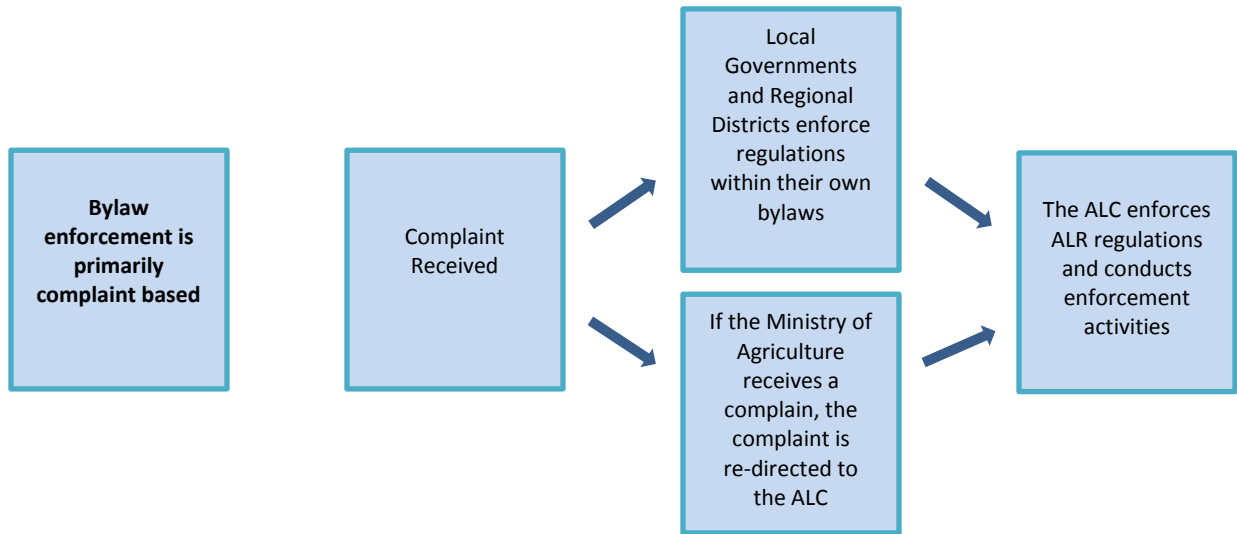 Bylaw
enforcement is
primarily
complaint based
Complaint
Received
Local
Governments
and Regional
Districts enforce
regulations
within their own
bylaws
If the Ministry of
Agriculture
receives a
complain, the
complaint is
re-directed to
the ALC
The ALC enforces
ALR regulations
and conducts
enforcement
activities